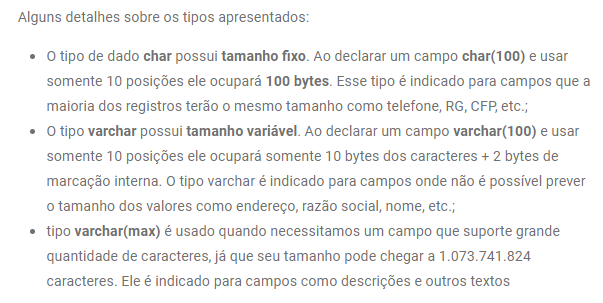 Alguns detalhes sobre os tipos apresentados:
• O tipo de dado char possui tamanho fixo. Ao declarar um campo char(100) e usar
somente 10 posições ele ocupará 100 bytes. Esse tipo é indicado para campos que a
maioria dos registros terão o mesmo tamanho como telefone, RG, CFP, etc.;
• O tipo varchar possui tamanho variável. Ao declarar um campo varchar(100) e usar
somente 10 posições ele ocupará somente 10 bytes dos caracteres + 2 bytes de
marcação interna. O tipo varchar é indicado para campos onde não é possível prever
o tamanho dos valores como endereço, razão social, nome, etc.;
• tipo varchar(max) é usado quando necessitamos um campo que suporte grande
quantidade de caracteres, já que seu tamanho pode chegar a 1.073.741.824
caracteres. Ele é indicado para campos como descrições e outros textos